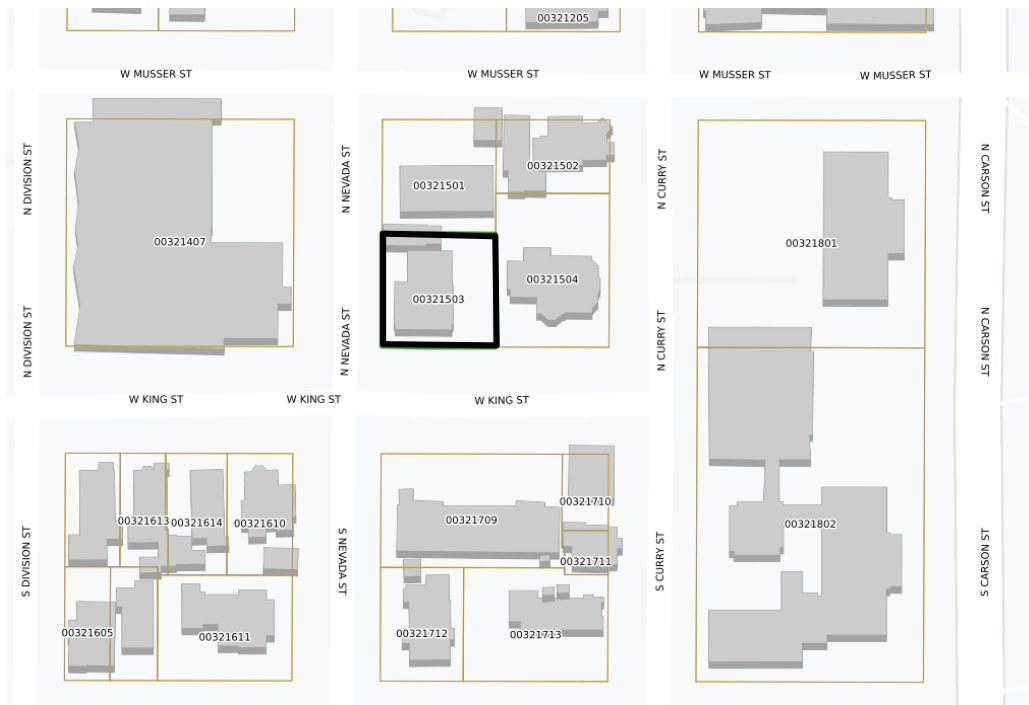 00321205
W MUSSER ST
W MUSSER ST
W MUSSER ST
W MUSSER ST
N DIVISION ST
N NEVADA ST
N CURRY ST
N CARSON ST
00321502
00321501
00321407
00321801
00321504
00321503
N DIVISION ST
N NEVADA ST
N CURRY ST
N CARSON ST
W KING ST
W KING ST
W KING ST
00321710
00321613
00321614
00321610
00321709
00321802
S DIVISION ST
S NEVADA ST
S CURRY ST
S CARSON ST
00321711
00321605
00321611
00321712
00321713